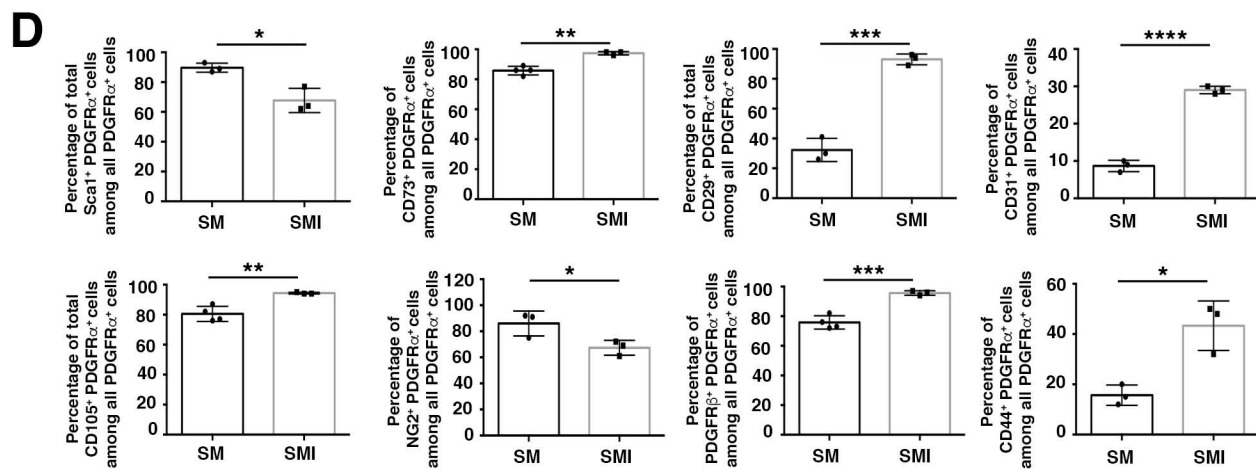 D
Percentage of total
Sca1⁺ PDGFRα⁺ cells
among all PDGFRα⁺ cells
100
80
60
40
20
0
*
SM
SMI
Percentage of
CD73⁺ PDGFRα⁺ cells
among all PDGFRα⁺ cells
100
80
60
40
20
0
**
SM
SMI
Percentage of
CD29⁺ PDGFRα⁺ cells
among all PDGFRα⁺ cells
100
80
60
40
20
0
***
SM
SMI
Percentage of
CD31⁺ PDGFRα⁺ cells
among all PDGFRα⁺ cells
40
30
20
10
0
****
SM
SMI
Percentage of total
CD105⁺ PDGFRα⁺ cells
among all PDGFRα⁺ cells
100
80
60
40
20
0
**
SM
SMI
Percentage of
NG2⁺ PDGFRα⁺ cells
among all PDGFRα⁺ cells
120
100
80
60
40
20
0
*
SM
SMI
Percentage of
PDGFRβ⁺ PDGFRα⁺ cells
among all PDGFRα⁺ cells
100
80
60
40
20
0
***
SM
SMI
Percentage of
CD44⁺ PDGFRα⁺ cells
among all PDGFRα⁺ cells
60
40
20
0
*
SM
SMI